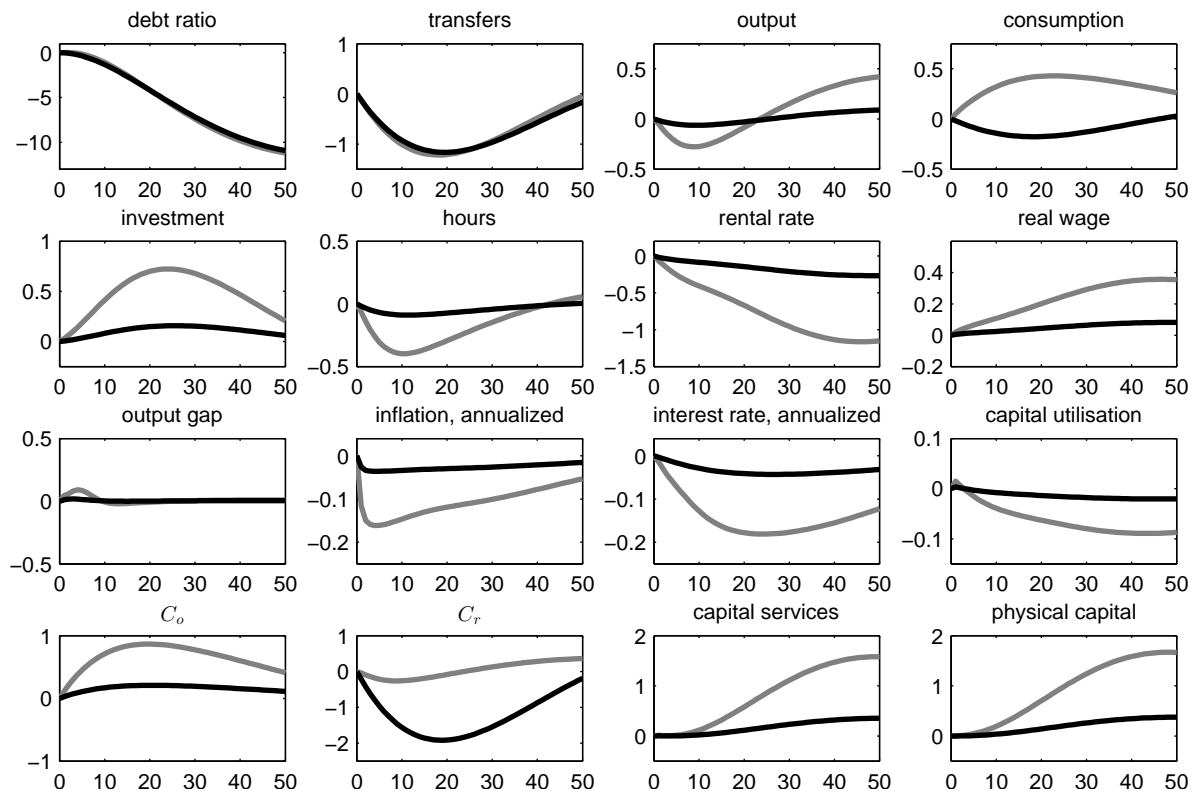 debt ratio
0
−5
−10
0 10 20 30 40 50
transfers
1
0
−1
0 10 20 30 40 50
output
0.5
0
−0.5
0 10 20 30 40 50
consumption
0.5
0
−0.5
0 10 20 30 40 50
investment
1
0.5
0
0 10 20 30 40 50
hours
0.5
0
−0.5
0 10 20 30 40 50
rental rate
0
−0.5
−1
−1.5
0 10 20 30 40 50
real wage
0.4
0.2
0
−0.2
0 10 20 30 40 50
output gap
0.5
0
−0.5
0 10 20 30 40 50
inflation, annualized
0
−0.1
−0.2
0 10 20 30 40 50
interest rate, annualized
0
−0.1
−0.2
0 10 20 30 40 50
capital utilisation
0.1
0
−0.1
0 10 20 30 40 50
C_o
1
0
−1
0 10 20 30 40 50
C_r
1
0
−1
−2
0 10 20 30 40 50
capital services
2
1
0
0 10 20 30 40 50
physical capital
2
1
0
0 10 20 30 40 50